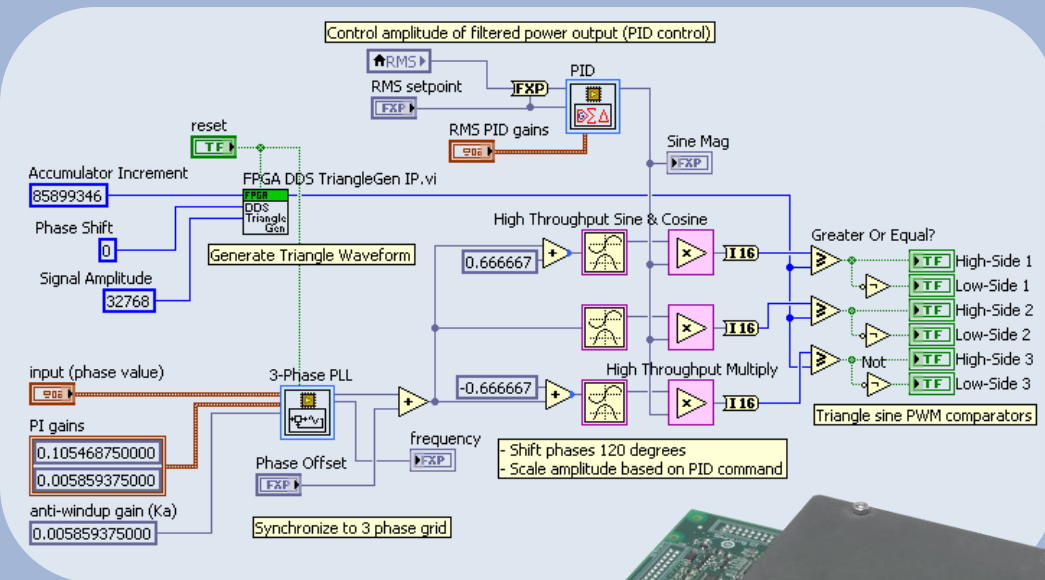 Control amplitude of filtered power output (PID control)
RMS
PID
RMS setpoint
FXP
FXP
reset
TF
RMS PID gains
Sine Mag
FXP
Accumulator Increment
85899346
FPGA DDS TriangleGen IP.vi
FPGA
DDS
Triangle
Gen
Phase Shift
0
Generate Triangle Waveform
Signal Amplitude
32768
High Throughput Sine & Cosine
0.666667
I16
Greater Or Equal?
TF High-Side 1
TF Low-Side 1
TF High-Side 2
I16
TF Low-Side 2
TF High-Side 3
Not
TF Low-Side 3
input (phase value)
3-Phase PLL
-0.666667
High Throughput Multiply
I16
Triangle sine PWM comparators
PI gains
0.105468750000
0.005859375000
frequency
FXP
Phase Offset
FXP
- Shift phases 120 degrees
- Scale amplitude based on PID command
anti-windup gain (Ka)
0.005859375000
Synchronize to 3 phase grid